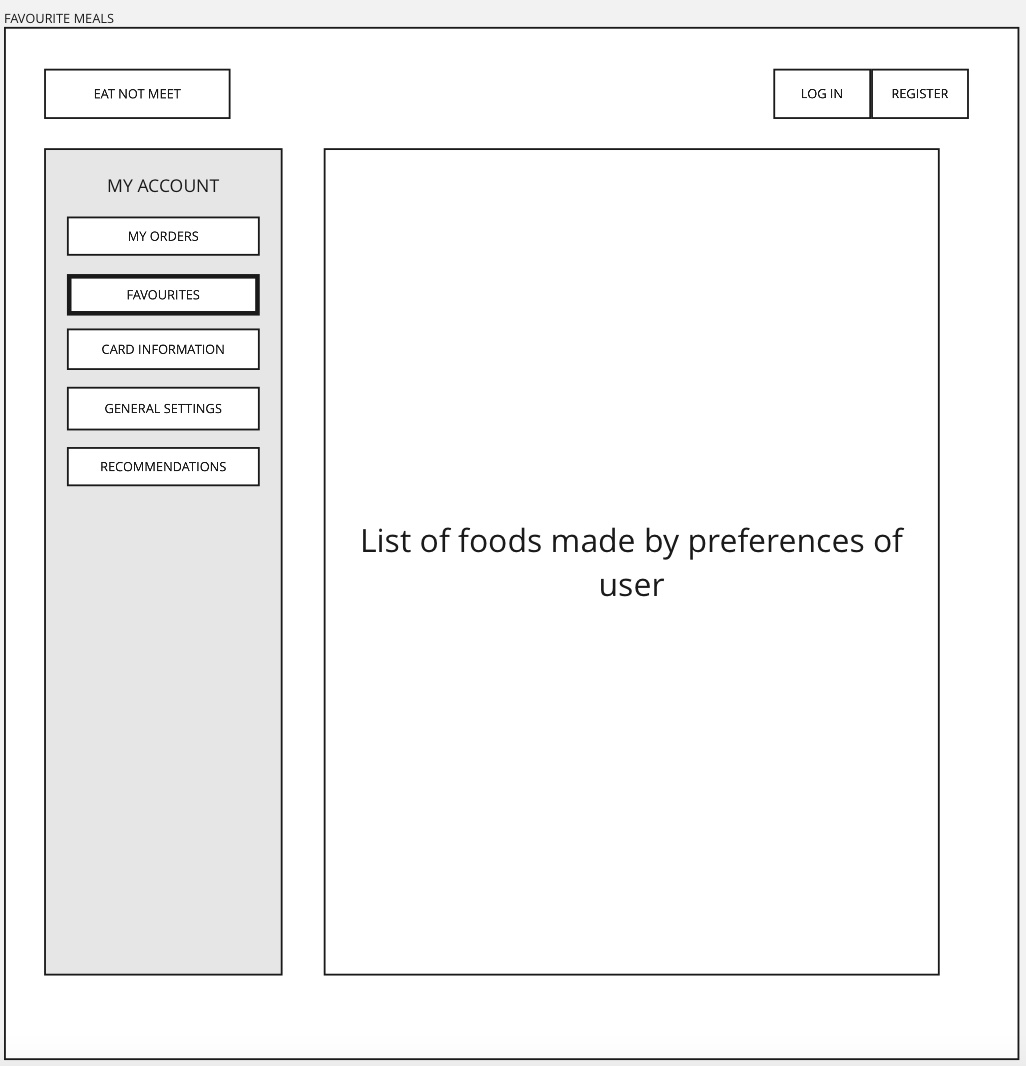 FAVOURITE MEALS
EAT NOT MEET
LOG IN
REGISTER
MY ACCOUNT
MY ORDERS
FAVOURITES
CARD INFORMATION
GENERAL SETTINGS
RECOMMENDATIONS
List of foods made by preferences of
user